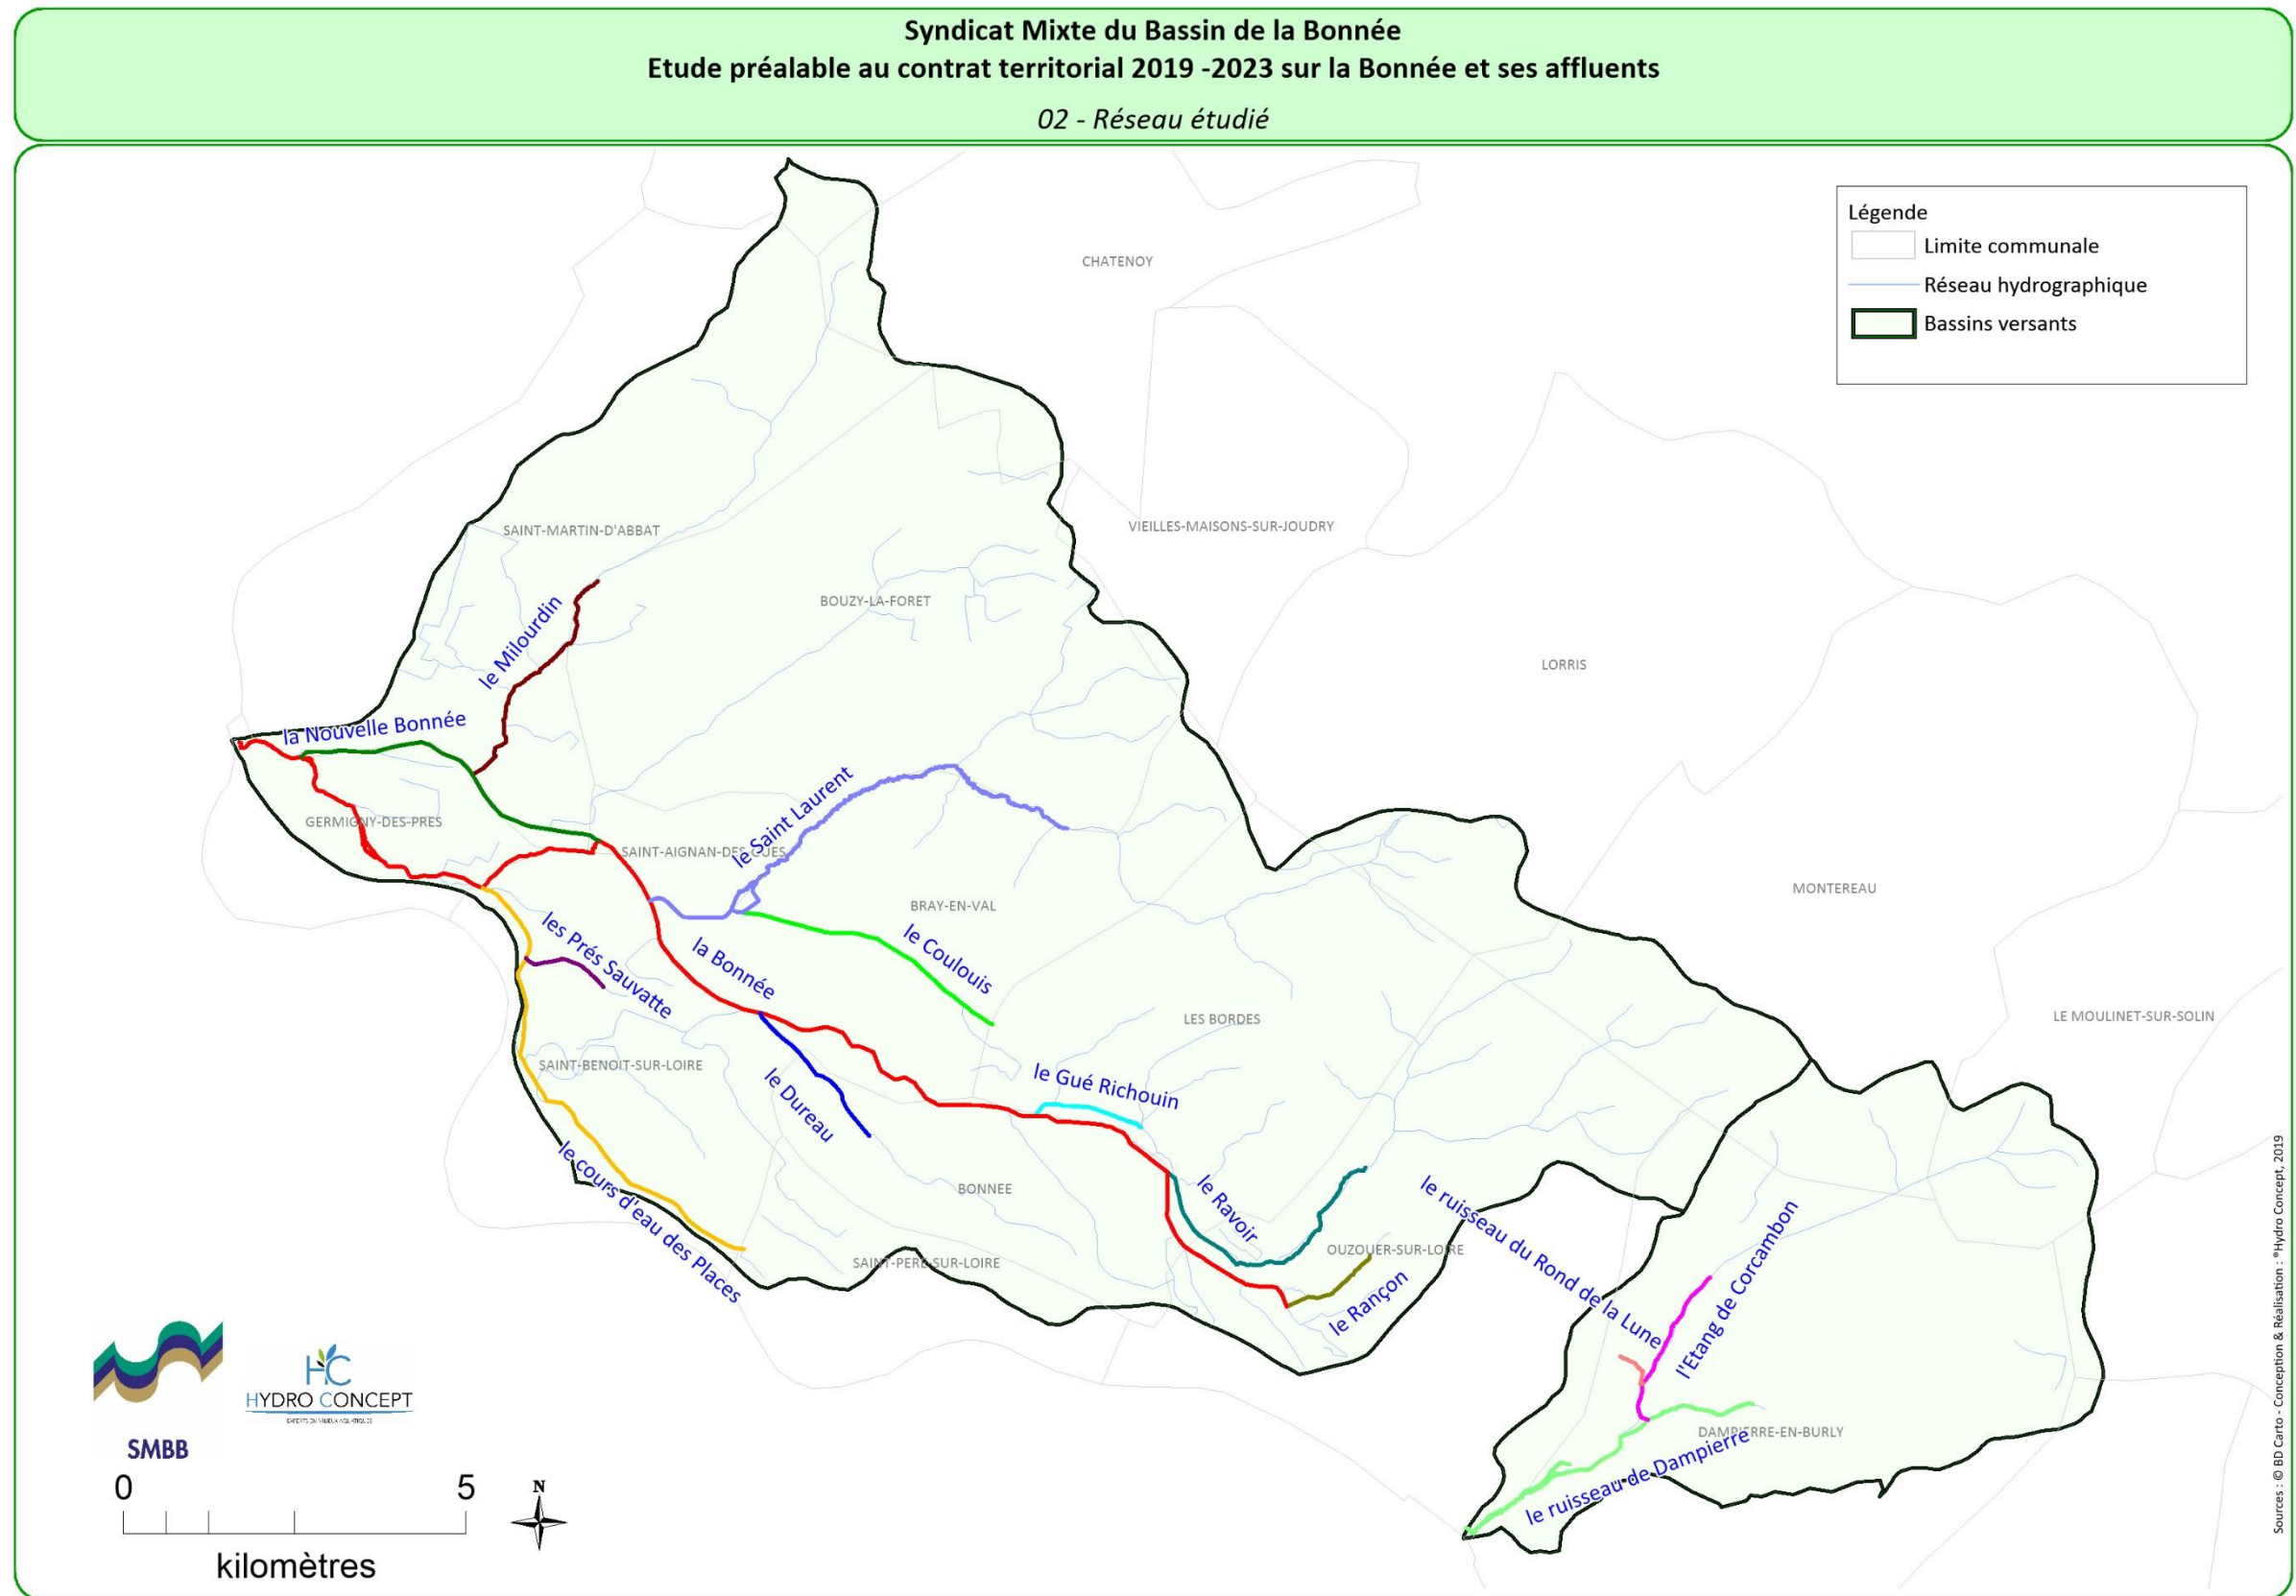 Syndicat Mixte du Bassin de la Bonnée
Etude préalable au contrat territorial 2019 -2023 sur la Bonnée et ses affluents
02 - Réseau étudié
Légende
Limite communale
Réseau hydrographique
Bassins versants
CHATENOY
SAINT-MARTIN-D'ABBAT
VIEILLES-MAISONS-SUR-JOUDRY
BOUZY-LA-FORET
le Milourdin
LORRIS
la Nouvelle Bonnée
GERMIGNY-DES-PRES
SAINT-AIGNAN-DES-GUES
le Saint Laurent
MONTEREAU
BRAY-EN-VAL
le Coulouis
les Prés Sauvatte
la Bonnée
LES BORDES
LE MOULINET-SUR-SOLIN
SAINT-BENOIT-SUR-LOIRE
le Dureau
le Gué Richouin
le cours d'eau des Places
BONNEE
le Ravoir
SAINT-PERE-SUR-LOIRE
OUZOUER-SUR-LOIRE
le Rançon
le ruisseau du Rond de la Lune
l'Etang de Corcambon
DAMPIERRE-EN-BURLY
le ruisseau de Dampierre
SMBB
HC
HYDRO CONCEPT
EXPERTS EN MILIEUX AQUATIQUES
0 5
kilomètres
N
Sources : © BD Carto - Conception & Réalisation : ®Hydro Concept, 2019